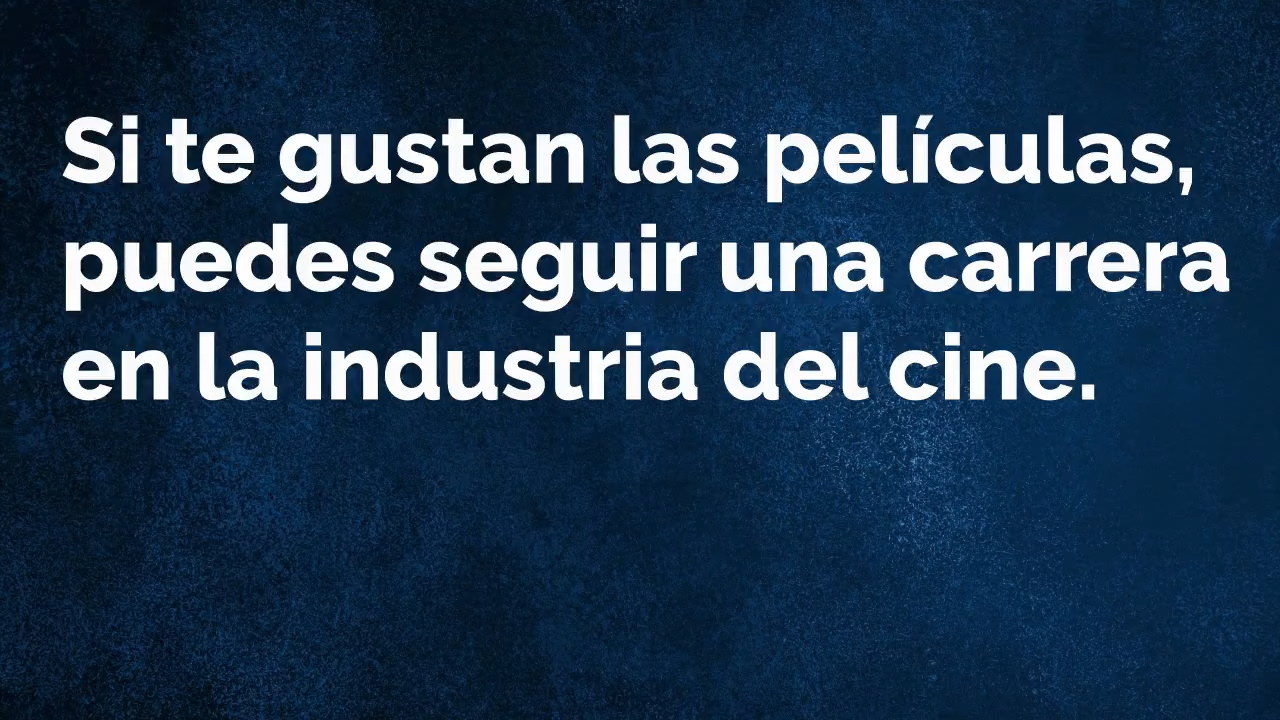 Si te gustan las películas,
puedes seguir una carrera
en la industria del cine.